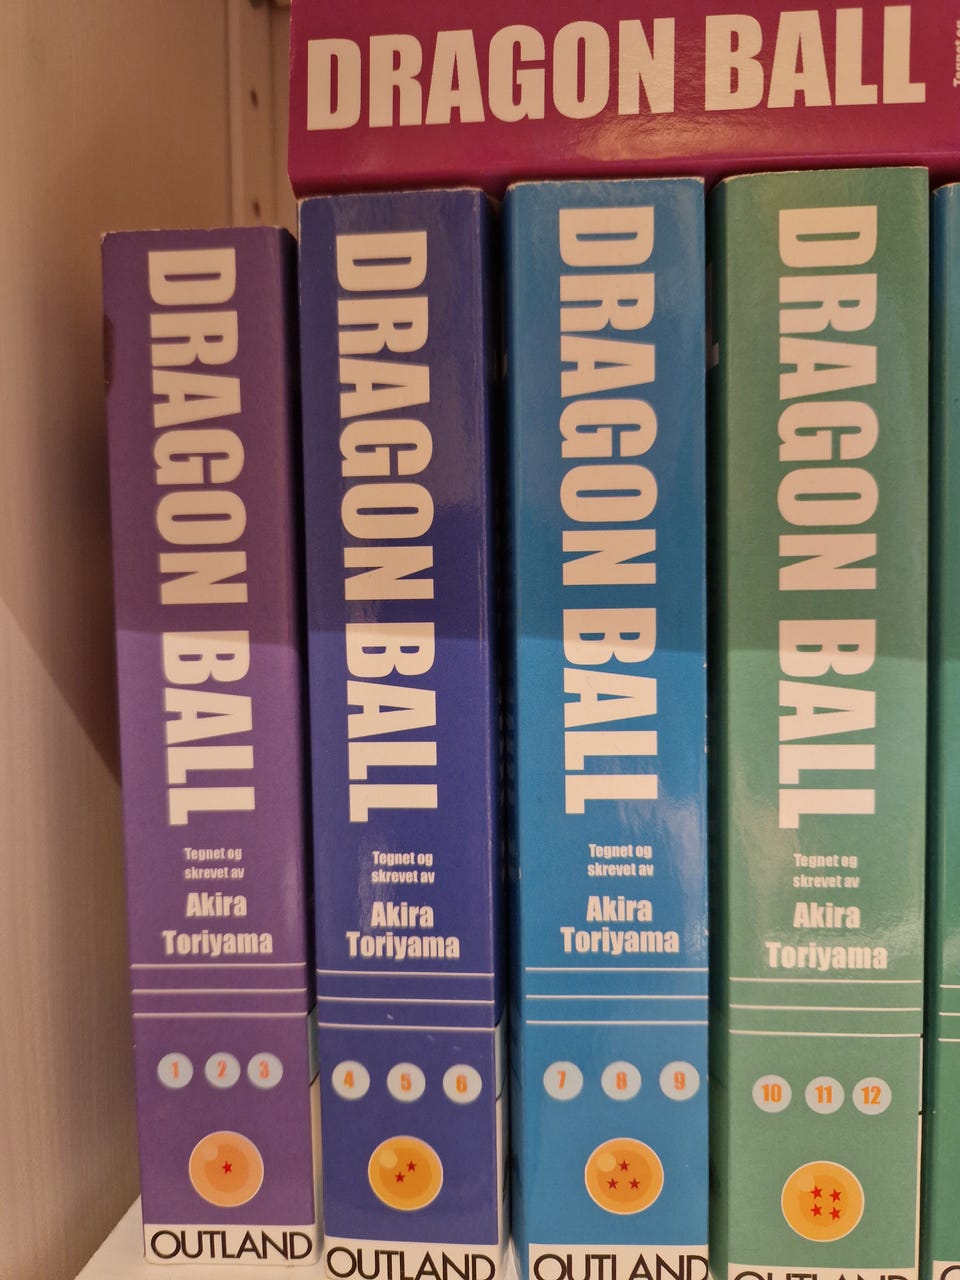 DRAGON BALL
DRAGON BALL
Tegnet og
skrevet av
Akira
Toriyama
1 2 3
OUTLAND
DRAGON BALL
Tegnet og
skrevet av
Akira
Toriyama
4 5 6
OUTLAND
DRAGON BALL
Tegnet og
skrevet av
Akira
Toriyama
7 8 9
OUTLAND
DRAGON BALL
Tegnet og
skrevet av
Akira
Toriyama
10 11 12
OUTLAND